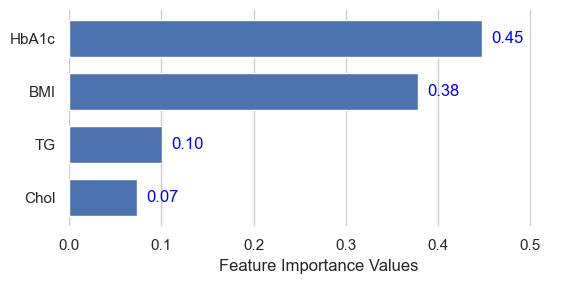 HbA1c 0.45
BMI 0.38
TG 0.10
Chol 0.07
0.0 0.1 0.2 0.3 0.4 0.5
Feature Importance Values